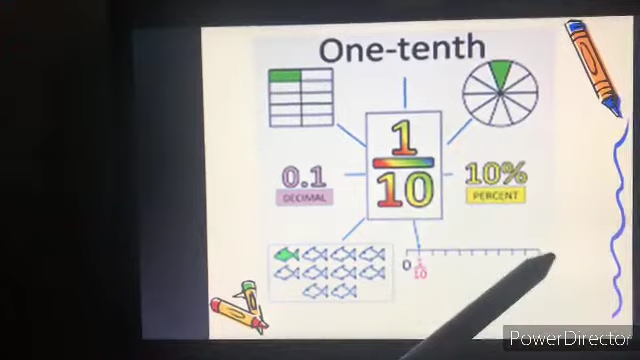 One-tenth
1
10
0.1
DECIMAL
10%
PERCENT
0
1
10
PowerDirector